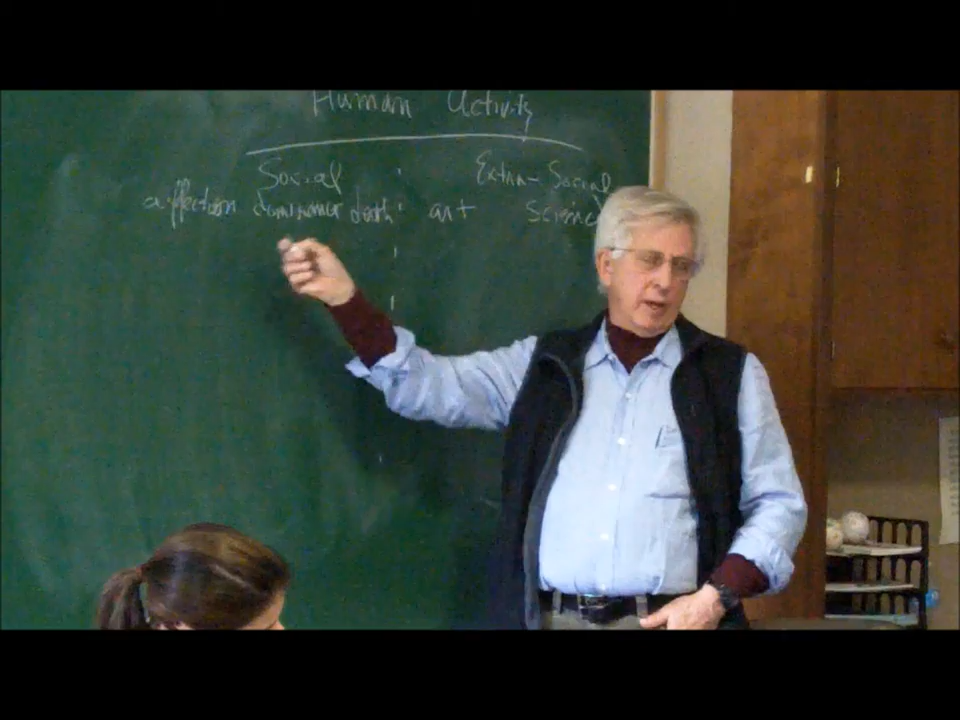 Human Activity
Social Extra-Social
affection dominance death art Science